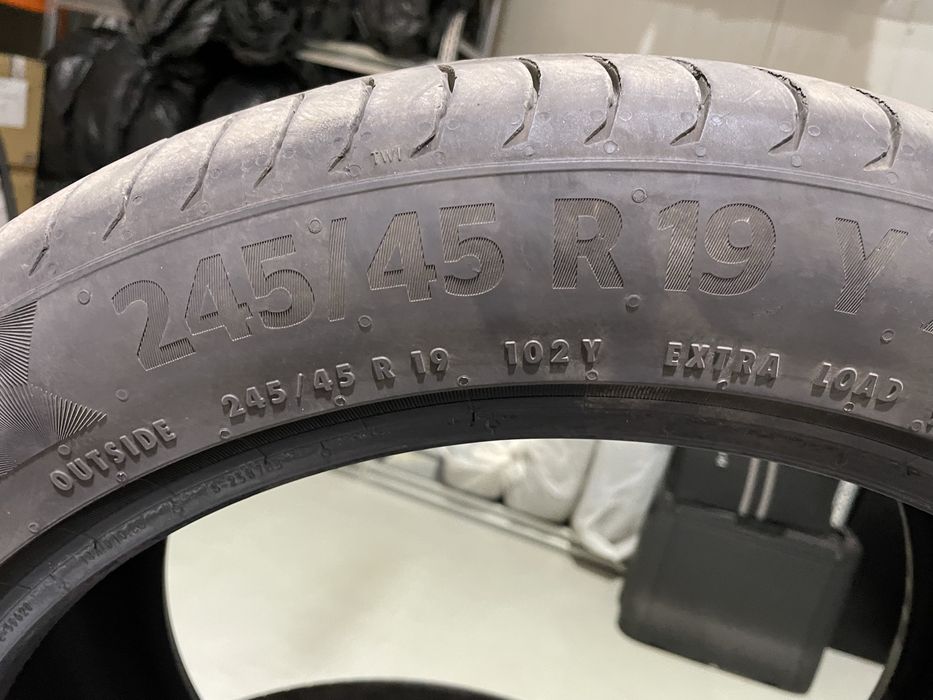 TWI
245/45 R 19 Y
OUTSIDE 245/45 R 19 102 Y EXTRA LOAD